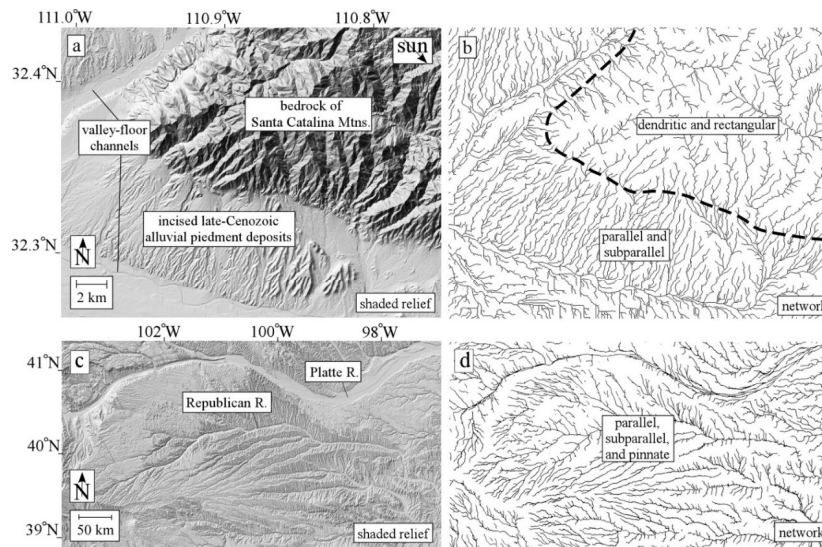 111.0°W
110.9°W
110.8°W
a
sun
b
32.4°
bedrock of
Santa Catalina Mtns.
valley-floor
channels
dendritic and rectangular
incised late-Cenozoic
alluvial piedment deposits
32.3°
parallel and
subparallel
N
2 km
shaded relief
network
102°W
100°W
98°W
41°N
c
d
Platte R.
Republican R.
parallel,
subparallel,
and pinnate
40°N
N
50 km
39°N
shaded relief
network